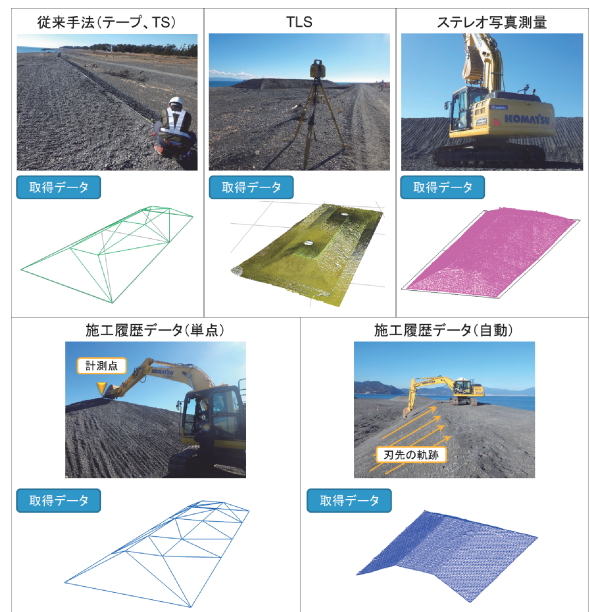 従来手法(テープ、TS)
TLS
ステレオ写真測量
KOMATSU
取得データ
取得データ
取得データ
施工履歴データ(単点)
施工履歴データ(自動)
計測点
KOMATSU
刃先の軌跡
取得データ
取得データ